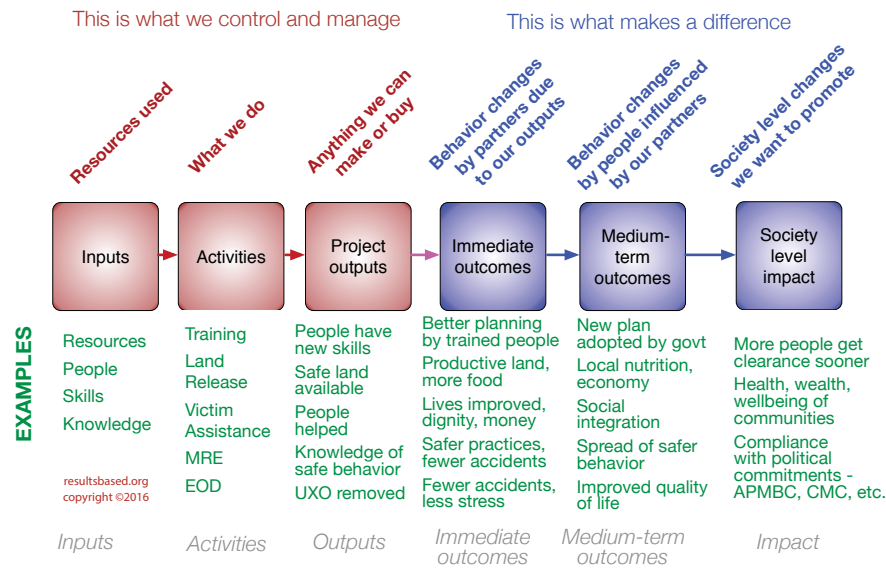 This is what we control and manage
This is what makes a difference
Resources used
What we do
Anything we can
make or buy
Behavior changes
by partners due
to our outputs
Behavior changes
by people influenced
by our partners
Society level changes
we want to promote
Inputs
Activities
Project
outputs
Immediate
outcomes
Medium-
term
outcomes
Society
level
impact
EXAMPLES
Resources
People
Skills
Knowledge
Training
Land
Release
Victim
Assistance
MRE
EOD
People have
new skills
Safe land
available
People
helped
Knowledge of
safe behavior
UXO removed
Better planning
by trained people
Productive land,
more food
Lives improved,
dignity, money
Safer practices,
fewer accidents
Fewer accidents,
less stress
New plan
adopted by govt
Local nutrition,
economy
Social
integration
Spread of safer
behavior
Improved quality
of life
More people get
clearance sooner
Health, wealth,
wellbeing of
communities
Compliance
with political
commitments -
APMBC, CMC, etc.
resultsbased.org
copyright ©2016
Inputs
Activities
Outputs
Immediate
outcomes
Medium-term
outcomes
Impact